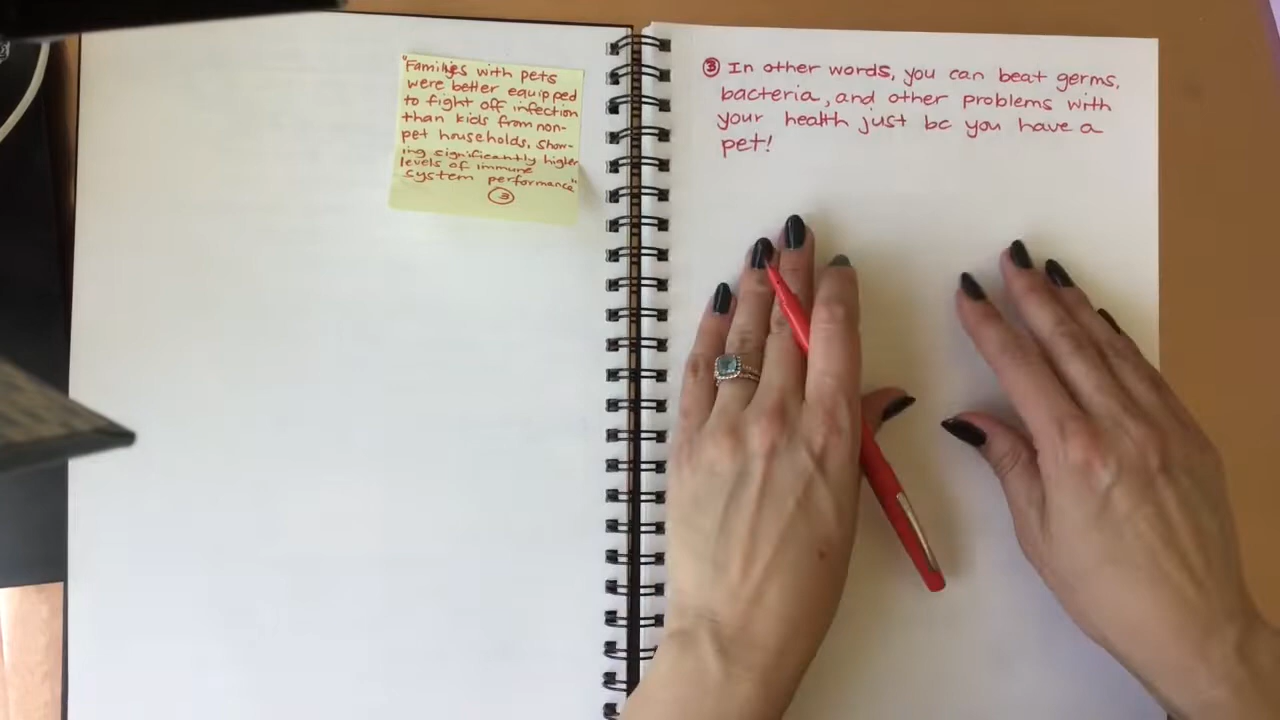 "Families with pets
were better equipped
to fight off infection
than kids from non-
pet households, show-
ing significantly higher
levels of immune
system performance"
3
3 In other words, you can beat germs,
bacteria, and other problems with
your health just bc you have a
pet!